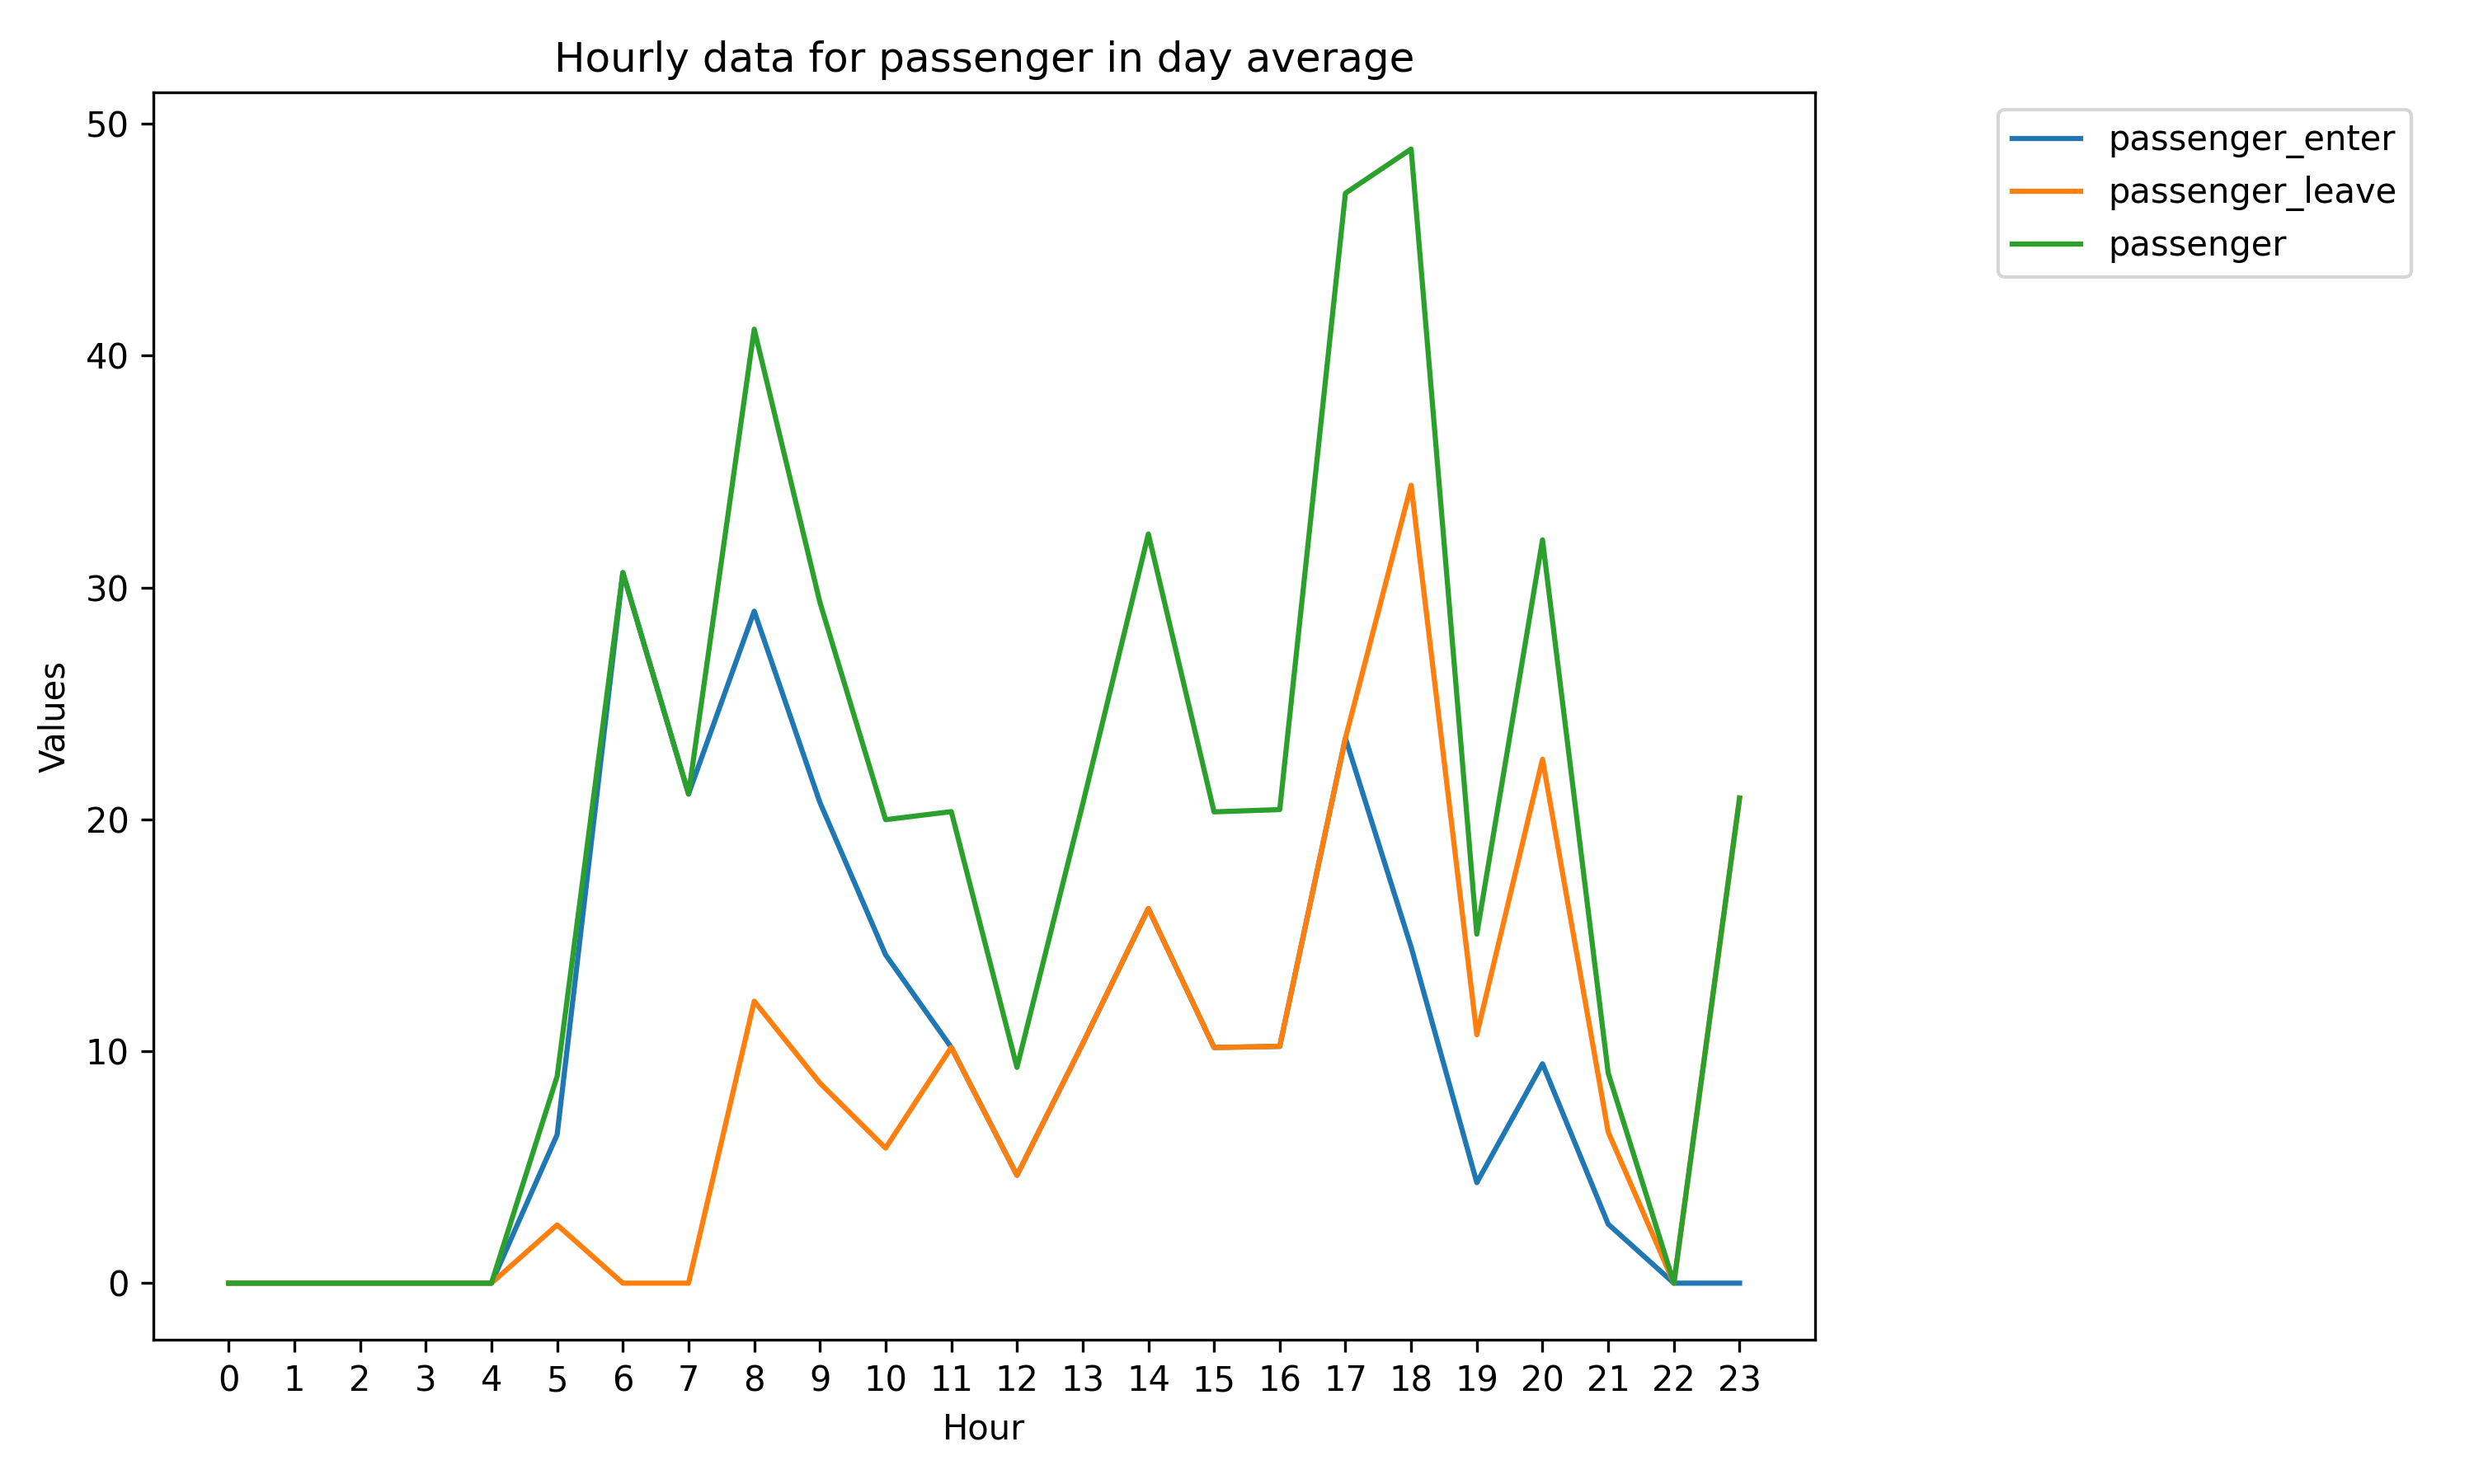 Hourly data for passenger in day average
50
40
30
20
10
0
Values
0 1 2 3 4 5 6 7 8 9 10 11 12 13 14 15 16 17 18 19 20 21 22 23
Hour
passenger_enter
passenger_leave
passenger